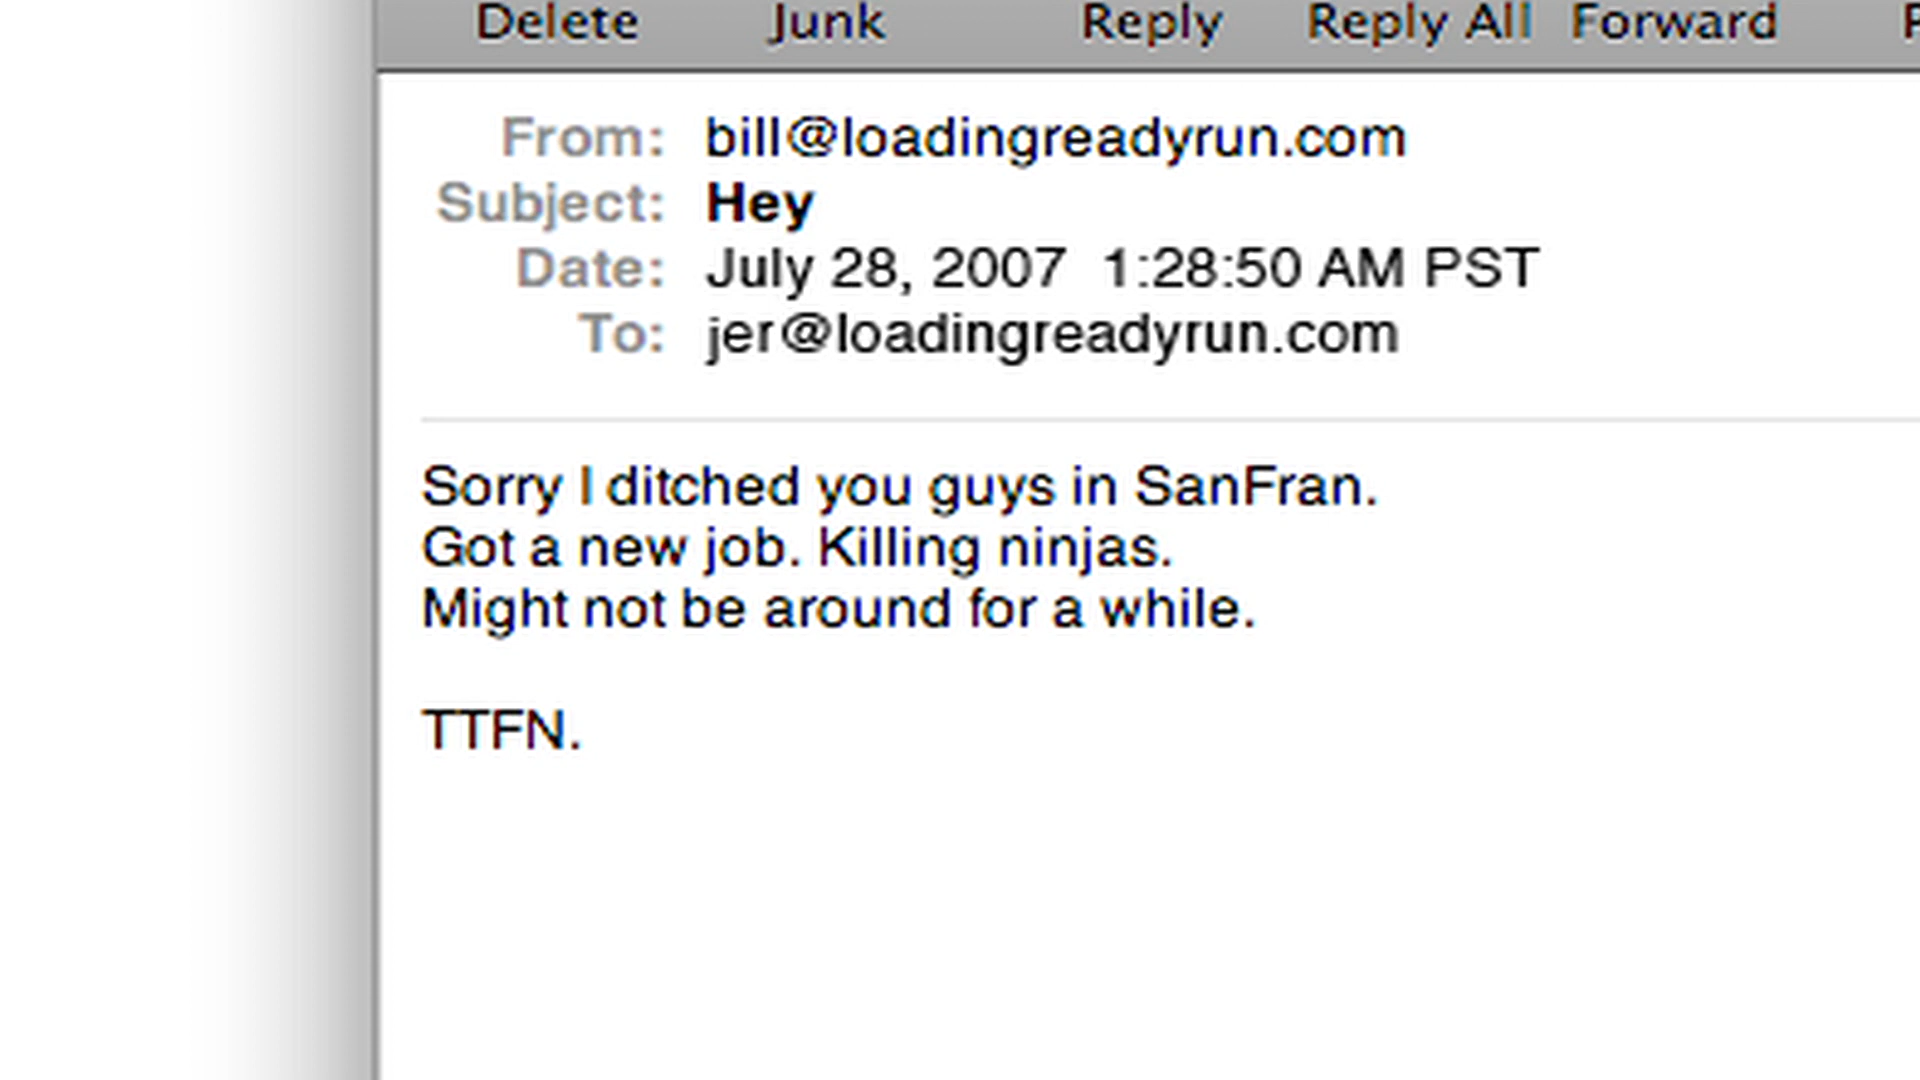 Delete Junk Reply Reply All Forward
From: bill@loadingreadyrun.com
Subject: Hey
Date: July 28, 2007 1:28:50 AM PST
To: jer@loadingreadyrun.com
Sorry I ditched you guys in SanFran.
Got a new job. Killing ninjas.
Might not be around for a while.
TTFN.